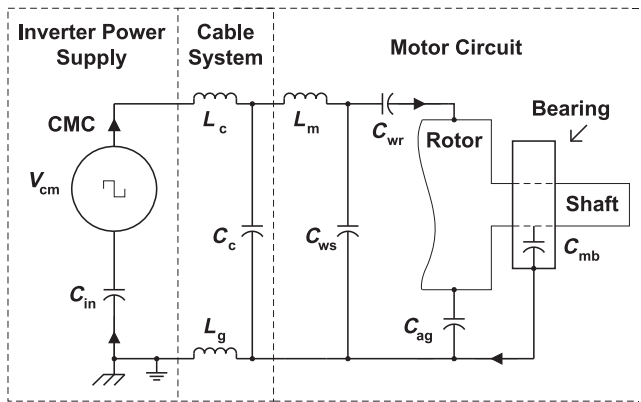 Inverter Power
Supply
Cable
System
Motor Circuit
CMC
Lc
Lm
Cwr
Rotor
Bearing
Vcm
Cc
Cws
Shaft
Cmb
Cin
Lg
Cag